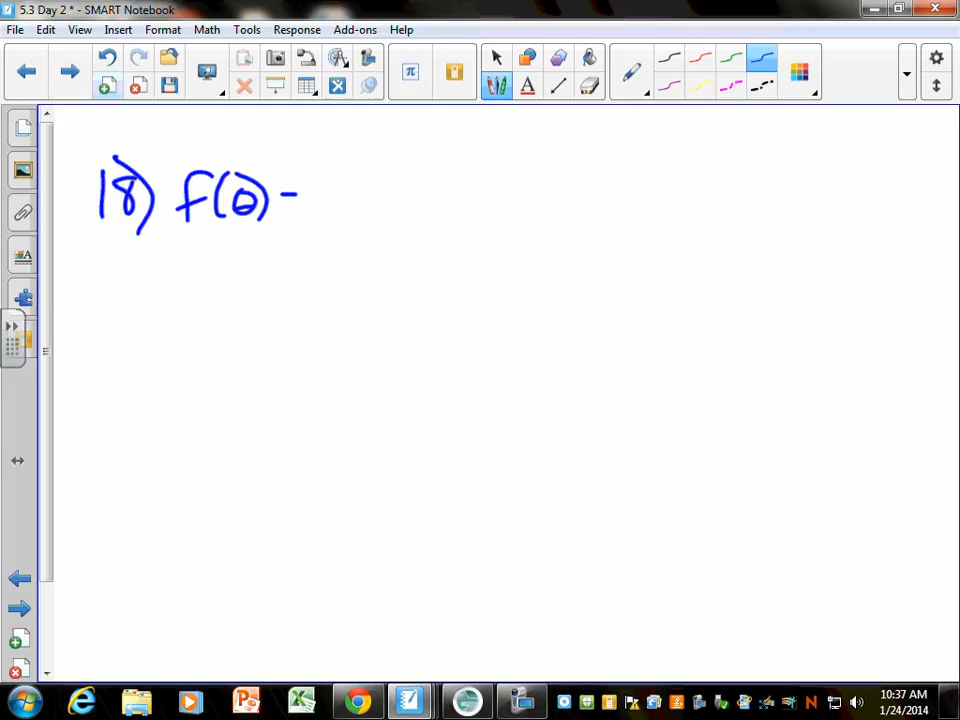 5.3 Day 2 * - SMART Notebook
File Edit View Insert Format Math Tools Response Add-ons Help
18) f(θ) -
10:37 AM
1/24/2014